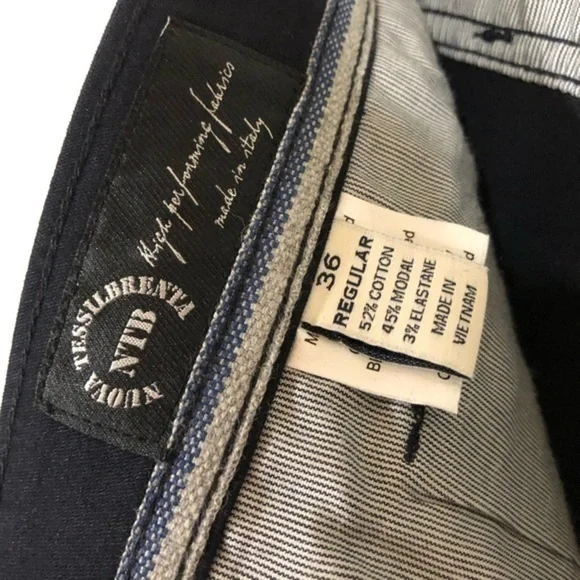 High performing fabrics
made in italy
NUOVA TESSILBRENTA
NTB
36
REGULAR
52% COTTON
45% MODAL
3% ELASTANE
MADE IN
VIETNAM